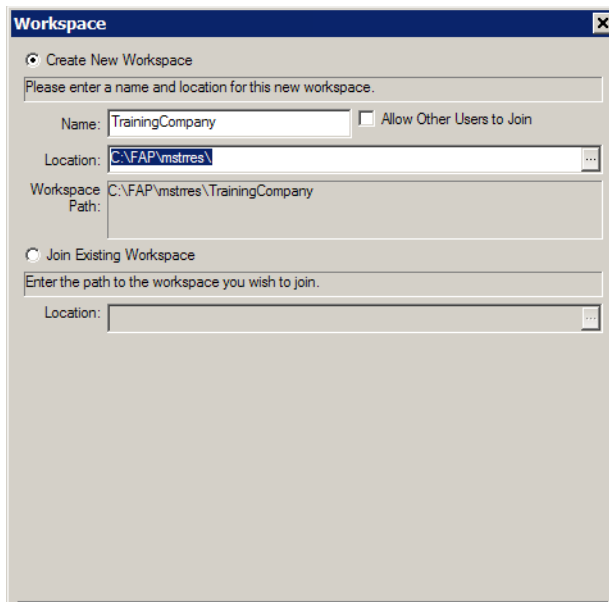 Workspace
Create New Workspace
Please enter a name and location for this new workspace.
Name: TrainingCompany Allow Other Users to Join
Location: C:\FAP\mstrres\ ...
Workspace Path: C:\FAP\mstrres\TrainingCompany
Join Existing Workspace
Enter the path to the workspace you wish to join.
Location: ...